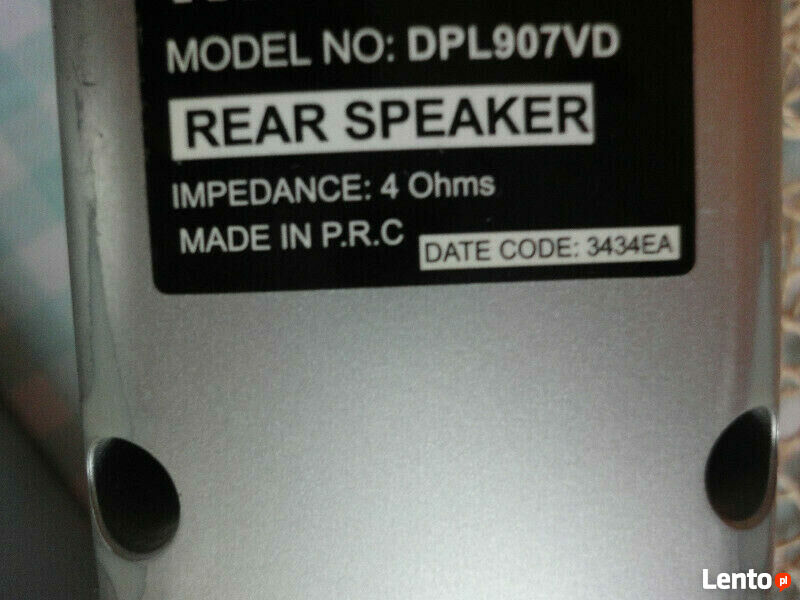 MODEL NO: DPL907VD
REAR SPEAKER
IMPEDANCE: 4 Ohms
MADE IN P.R.C
DATE CODE: 3434EA
Lento pl